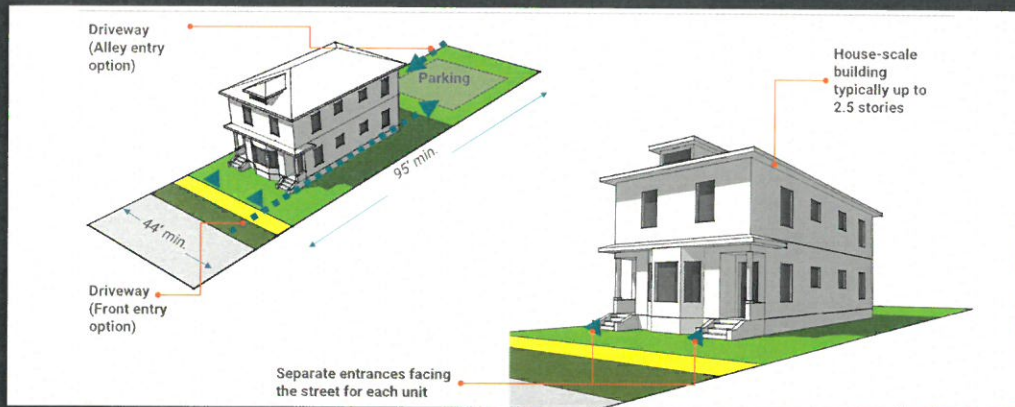 Driveway
(Alley entry
option)
Parking
95' min.
44' min.
Driveway
(Front entry
option)
House-scale
building
typically up to
2.5 stories
Separate entrances facing
the street for each unit